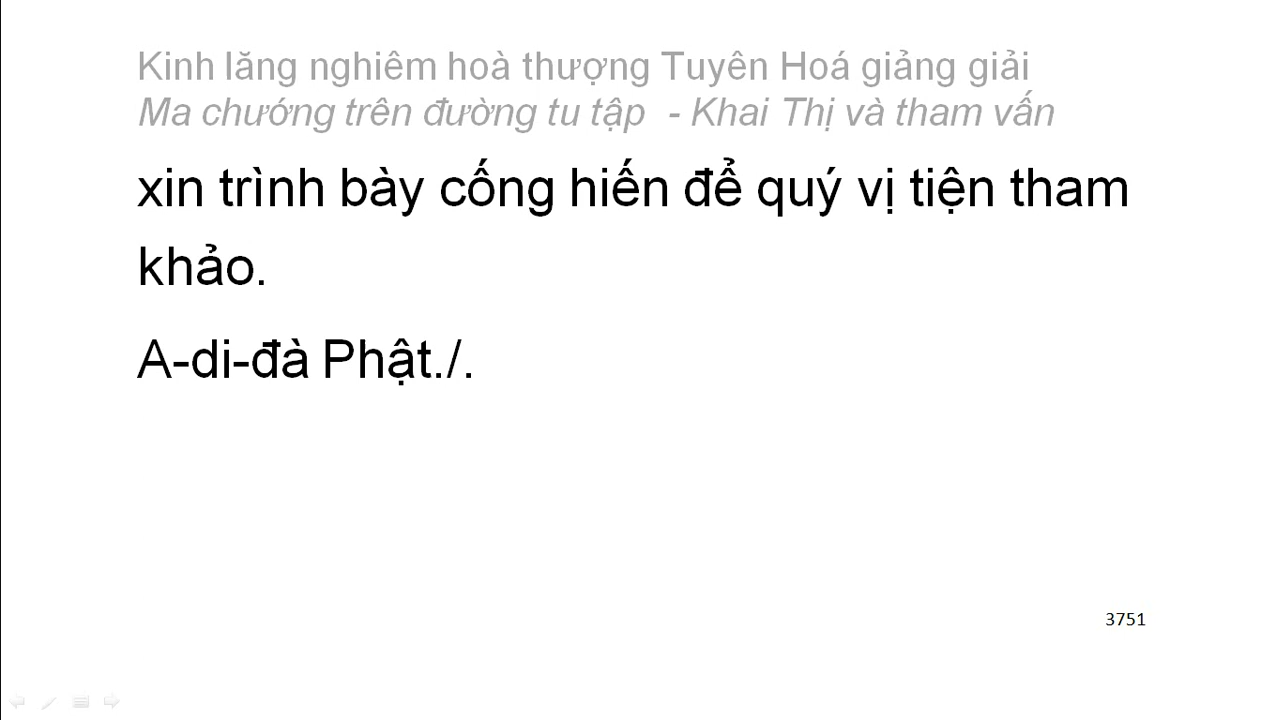 Kinh lăng nghiêm hoà thượng Tuyên Hoá giảng giải
Ma chướng trên đường tu tập - Khai Thị và tham vấn
xin trình bày cống hiến để quý vị tiện tham
khảo.
A-di-đà Phật./.
3751